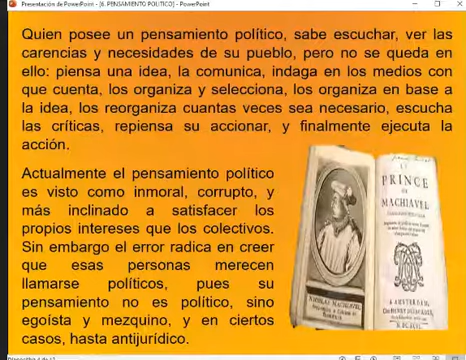 Presentación de PowerPoint - [6. PENSAMIENTO POLITICO] - PowerPoint
Quien posee un pensamiento político, sabe escuchar, ver las
carencias y necesidades de su pueblo, pero no se queda en
ello: piensa una idea, la comunica, indaga en los medios con
que cuenta, los organiza y selecciona, los organiza en base a
la idea, los reorganiza cuantas veces sea necesario, escucha
las críticas, repiensa su accionar, y finalmente ejecuta la
acción.
Actualmente el pensamiento político
es visto como inmoral, corrupto, y
más inclinado a satisfacer los
propios intereses que los colectivos.
Sin embargo el error radica en creer
que esas personas merecen
llamarse políticos, pues su
pensamiento no es político, sino
egoísta y mezquino, y en ciertos
casos, hasta antijurídico.
PRINCE
MACHIAVEL
NICOLAS MACHIAVEL
A AMSTERDAM,